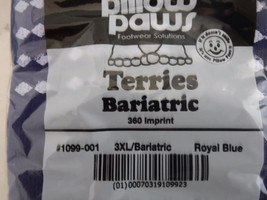 pillow
paws
Footwear Solutions
Terries
Bariatric
360 Imprint
#1099-001 3XL/Bariatric Royal Blue
(01)00070319109923